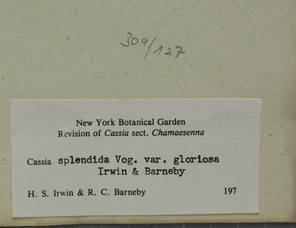 309/127
New York Botanical Garden
Revision of Cassia sect. Chamaesenna
Cassia splendida Vog. var. gloriosa
Irwin & Barneby
H. S. Irwin & R. C. Barneby 197